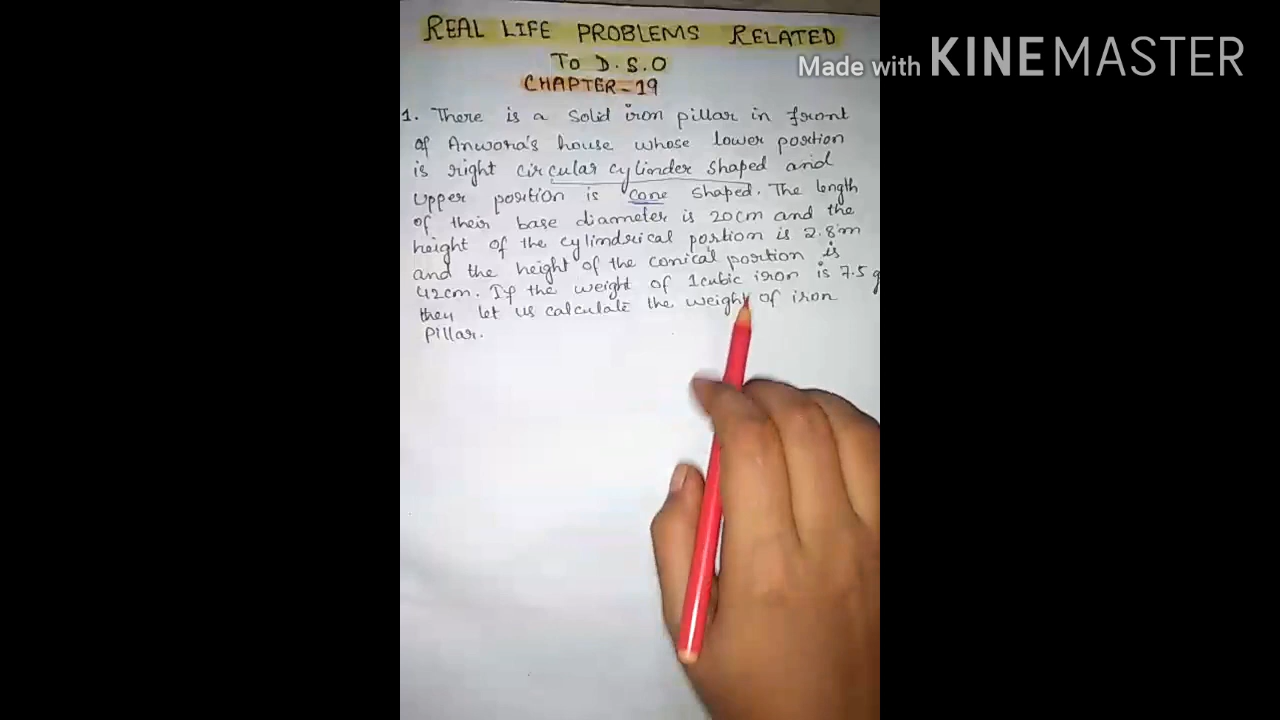 REAL LIFE PROBLEMS RELATED
TO D.S.O
CHAPTER-19
Made with KINEMASTER
1. There is a solid iron pillar in front
of Anwora's house whose lower portion
is right circular cylinder shaped and
upper portion is cone shaped. The length
of their base diameter is 20cm and the
height of the cylindrical portion is 2.8m
and the height of the conical portion is
42cm. If the weight of 1cubic iron is 7.5 g
then let us calculate the weight of iron
Pillar.